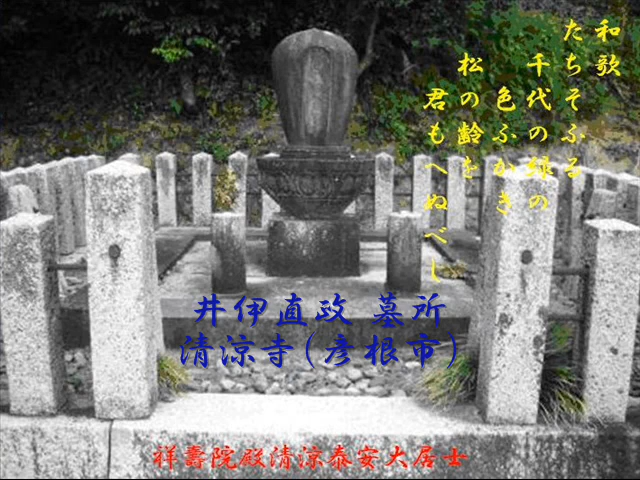 和歌
たちそふる
千代の緑の
色ふかき
松の齢を
君もへぬべし
井伊直政 墓所
清涼寺(彦根市)
祥壽院殿清涼泰安大居士